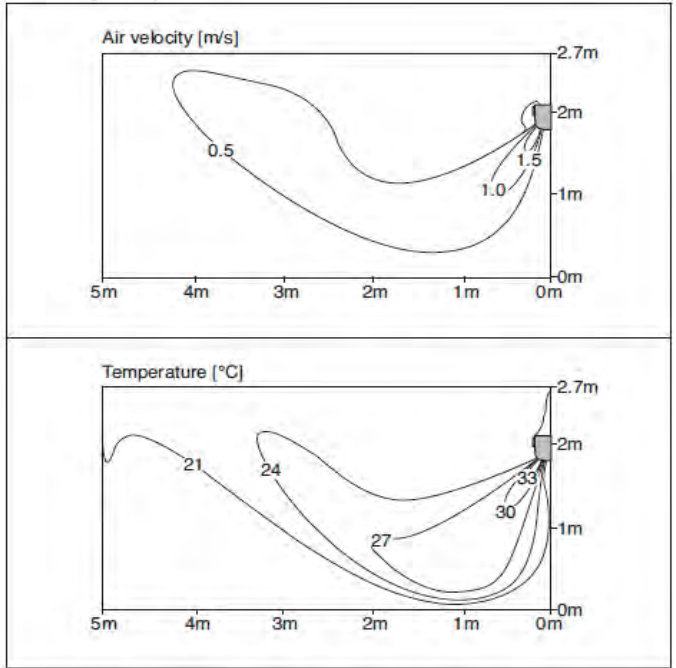 Air velocity [m/s]
2.7m
2m
0.5
1.5
1.0
1m
0m
5m 4m 3m 2m 1m 0m
Temperature [°C]
2.7m
2m
21
24
33
30
1m
27
0m
5m 4m 3m 2m 1m 0m